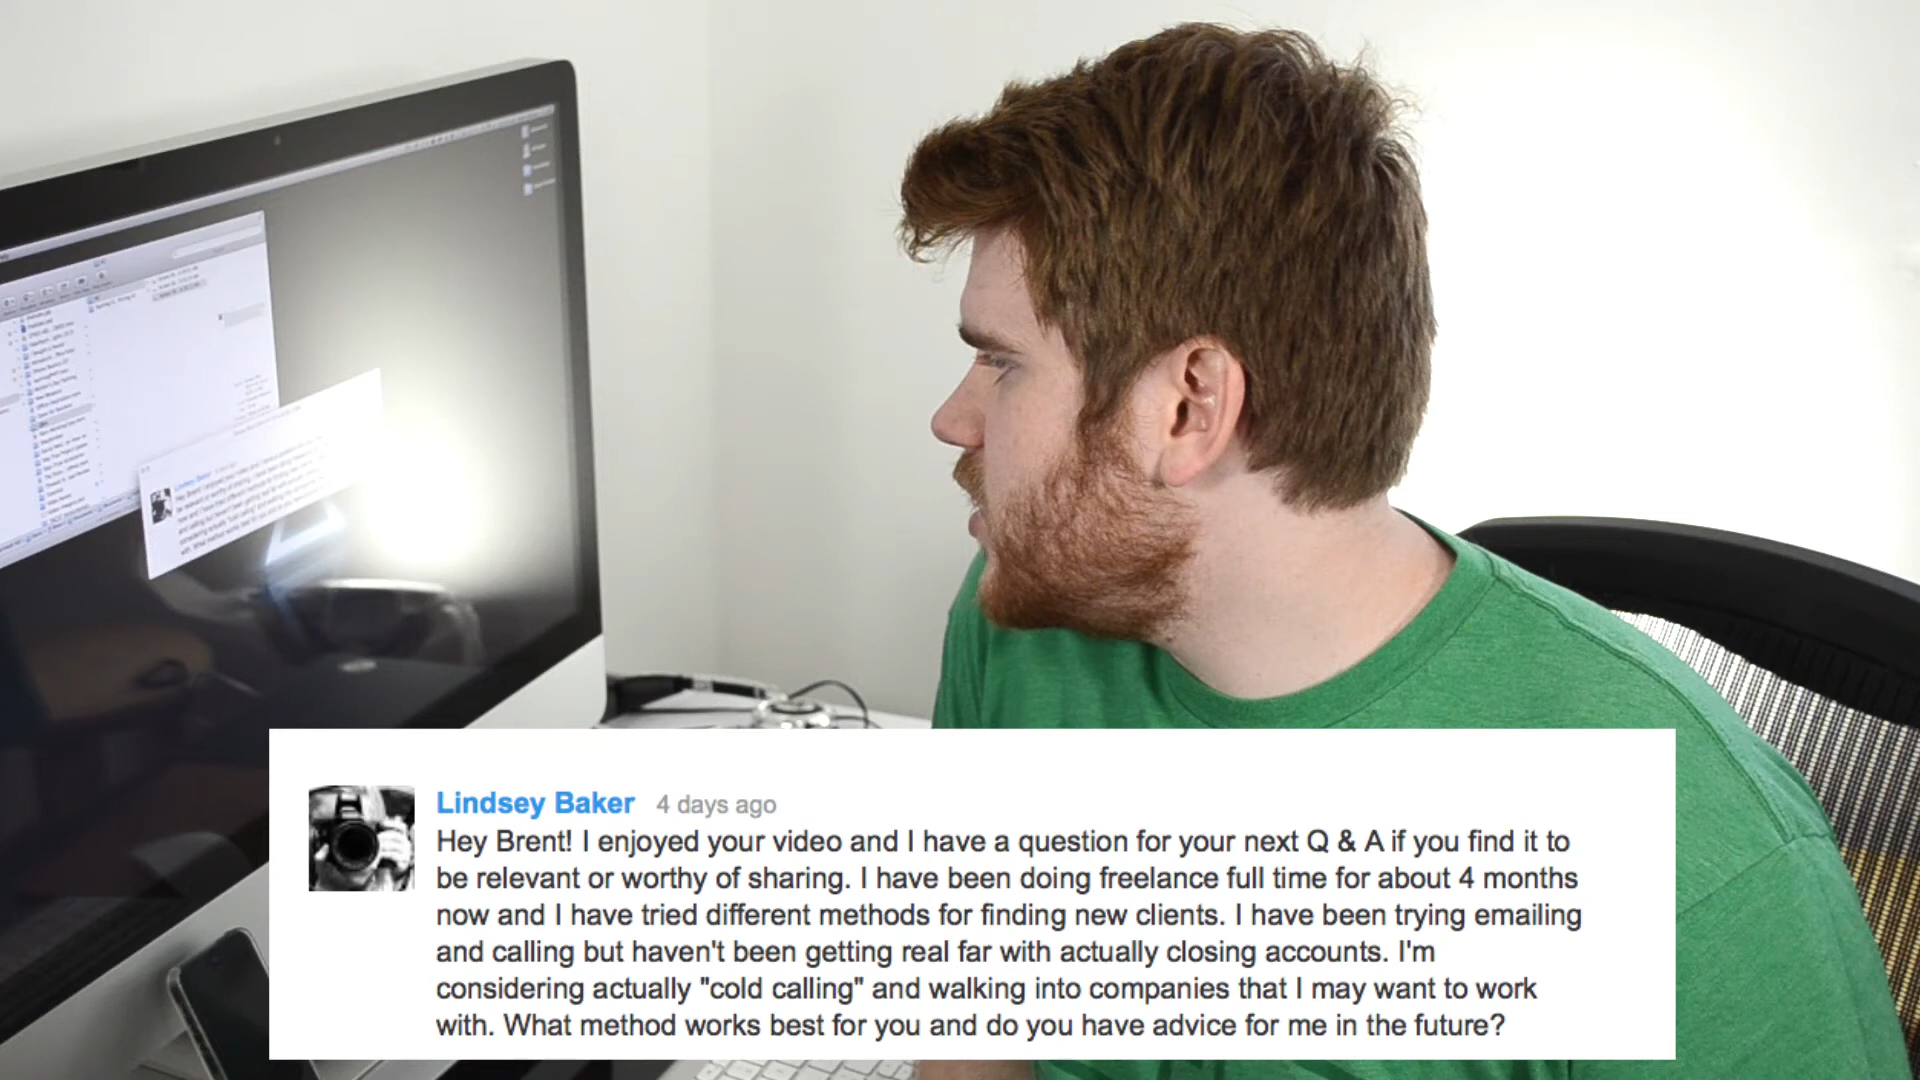 Lindsey Baker 4 days ago
Hey Brent! I enjoyed your video and I have a question for your next Q & A if you find it to
be relevant or worthy of sharing. I have been doing freelance full time for about 4 months
now and I have tried different methods for finding new clients. I have been trying emailing
and calling but haven't been getting real far with actually closing accounts. I'm
considering actually "cold calling" and walking into companies that I may want to work
with. What method works best for you and do you have advice for me in the future?